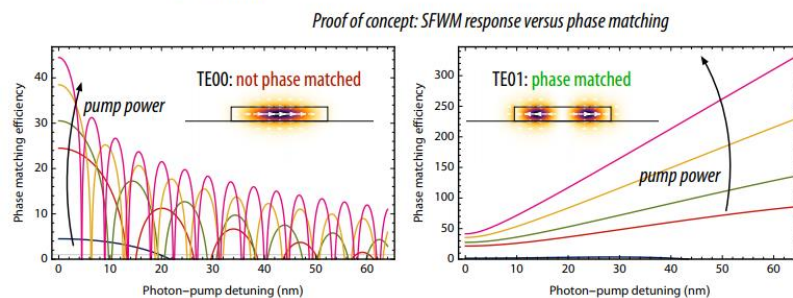 Proof of concept: SFWM response versus phase matching
TE00: not phase matched
pump power
Phase matching efficiency
40
30
20
10
0
0 10 20 30 40 50 60
Photon-pump detuning (nm)
TE01: phase matched
pump power
Phase matching efficiency
300
250
200
150
100
50
0
0 10 20 30 40 50 60
Photon-pump detuning (nm)